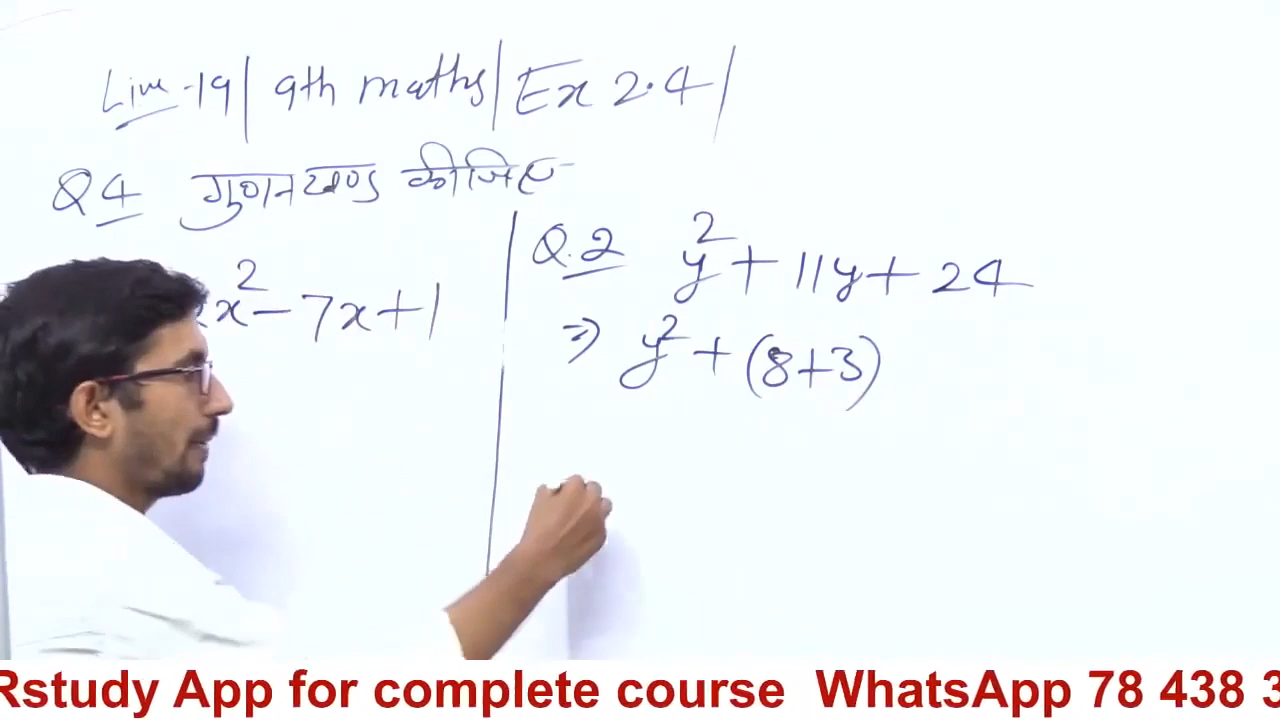 Live-19 | 9th maths | Ex 2.4 |
Q4 गुणनखण्ड कीजिए
x² - 7x + 1
Q.2 y² + 11y + 24
⇒ y² + (8+3)
Rstudy App for complete course WhatsApp 78 438 3